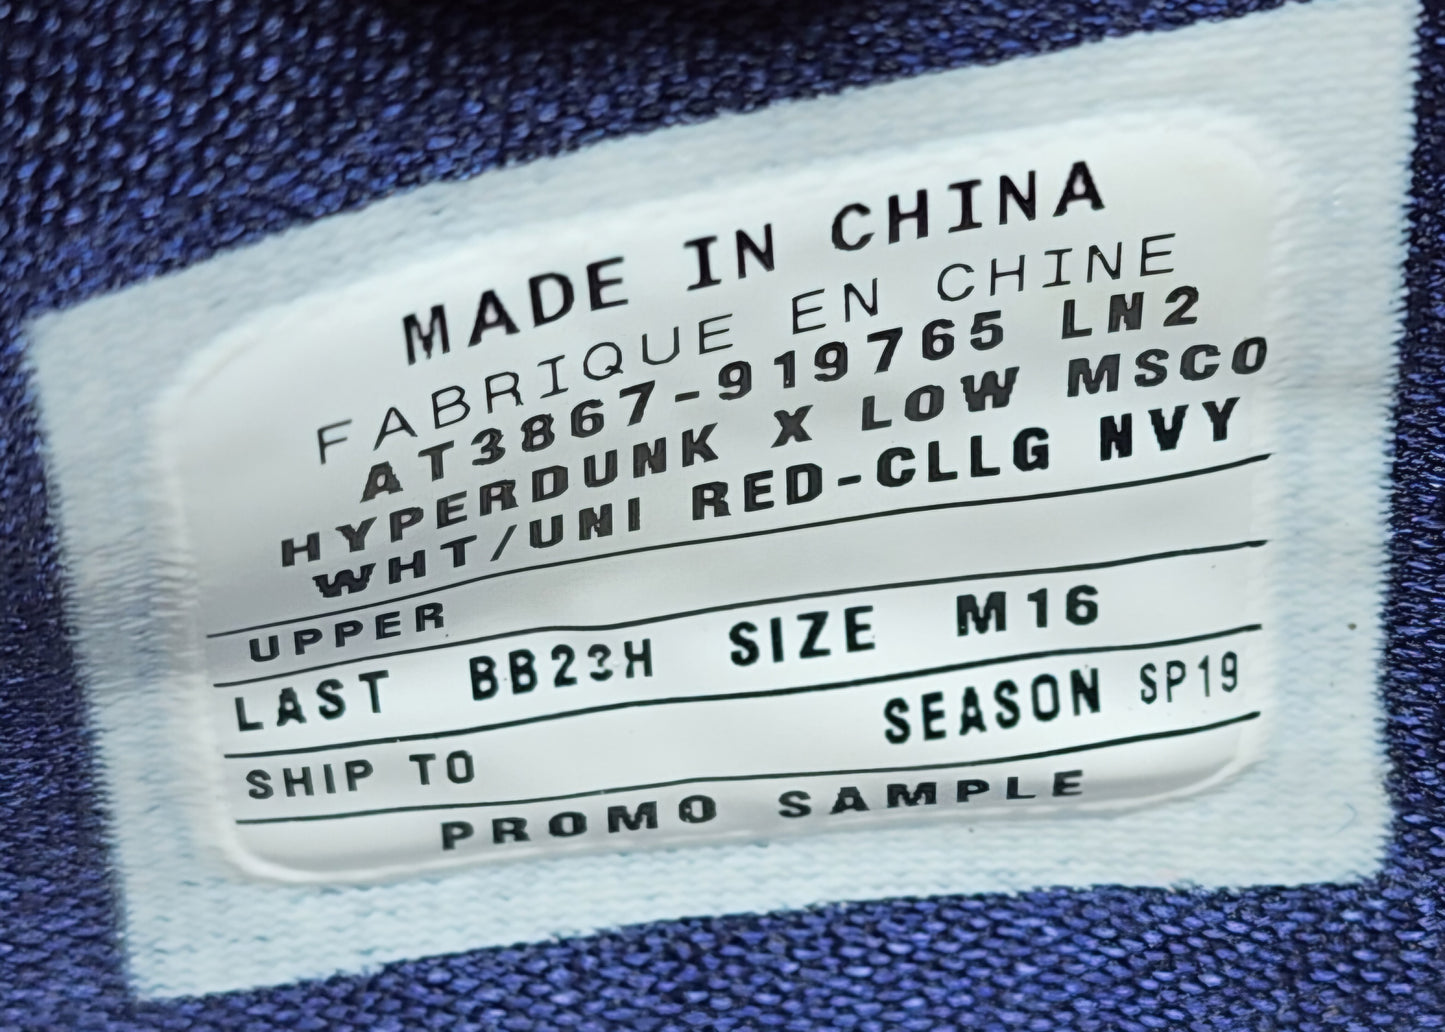 MADE IN CHINA
FABRIQUE EN CHINE
AT3867-919765 LN2
HYPERDUNK X LOW MSCO
WHT/UNI RED-CLLG NVY
UPPER
LAST BB23H SIZE M16
SHIP TO SEASON SP19
PROMO SAMPLE